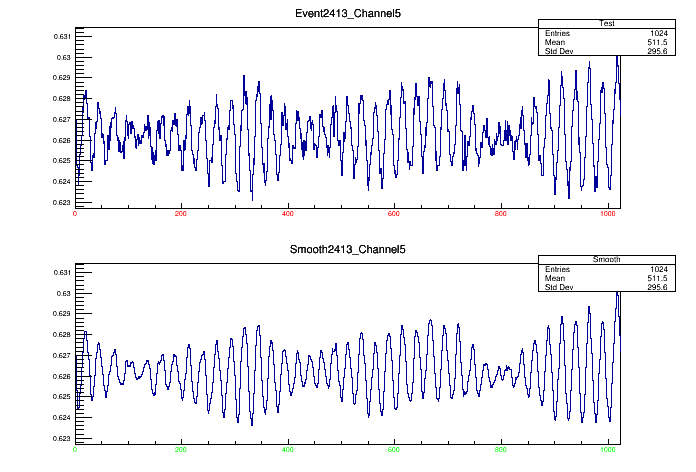 Event2413_Channel5
Test
Entries 1024
Mean 511.5
Std Dev 295.6
0.631
0.63
0.629
0.628
0.627
0.626
0.625
0.624
0.623
0 200 400 600 800 1000
Smooth2413_Channel5
Smooth
Entries 1024
Mean 511.5
Std Dev 295.6
0.631
0.63
0.629
0.628
0.627
0.626
0.625
0.624
0.623
0 200 400 600 800 1000